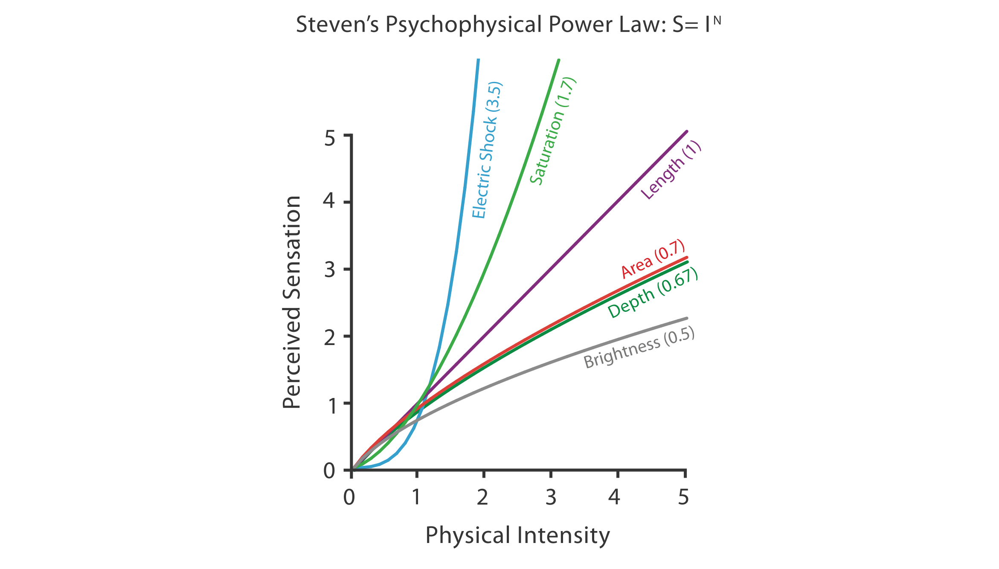 Steven’s Psychophysical Power Law: S= Iᴺ
Electric Shock (3.5)
Saturation (1.7)
Length (1)
Area (0.7)
Depth (0.67)
Brightness (0.5)
Perceived Sensation
5
4
3
2
1
0
0 1 2 3 4 5
Physical Intensity